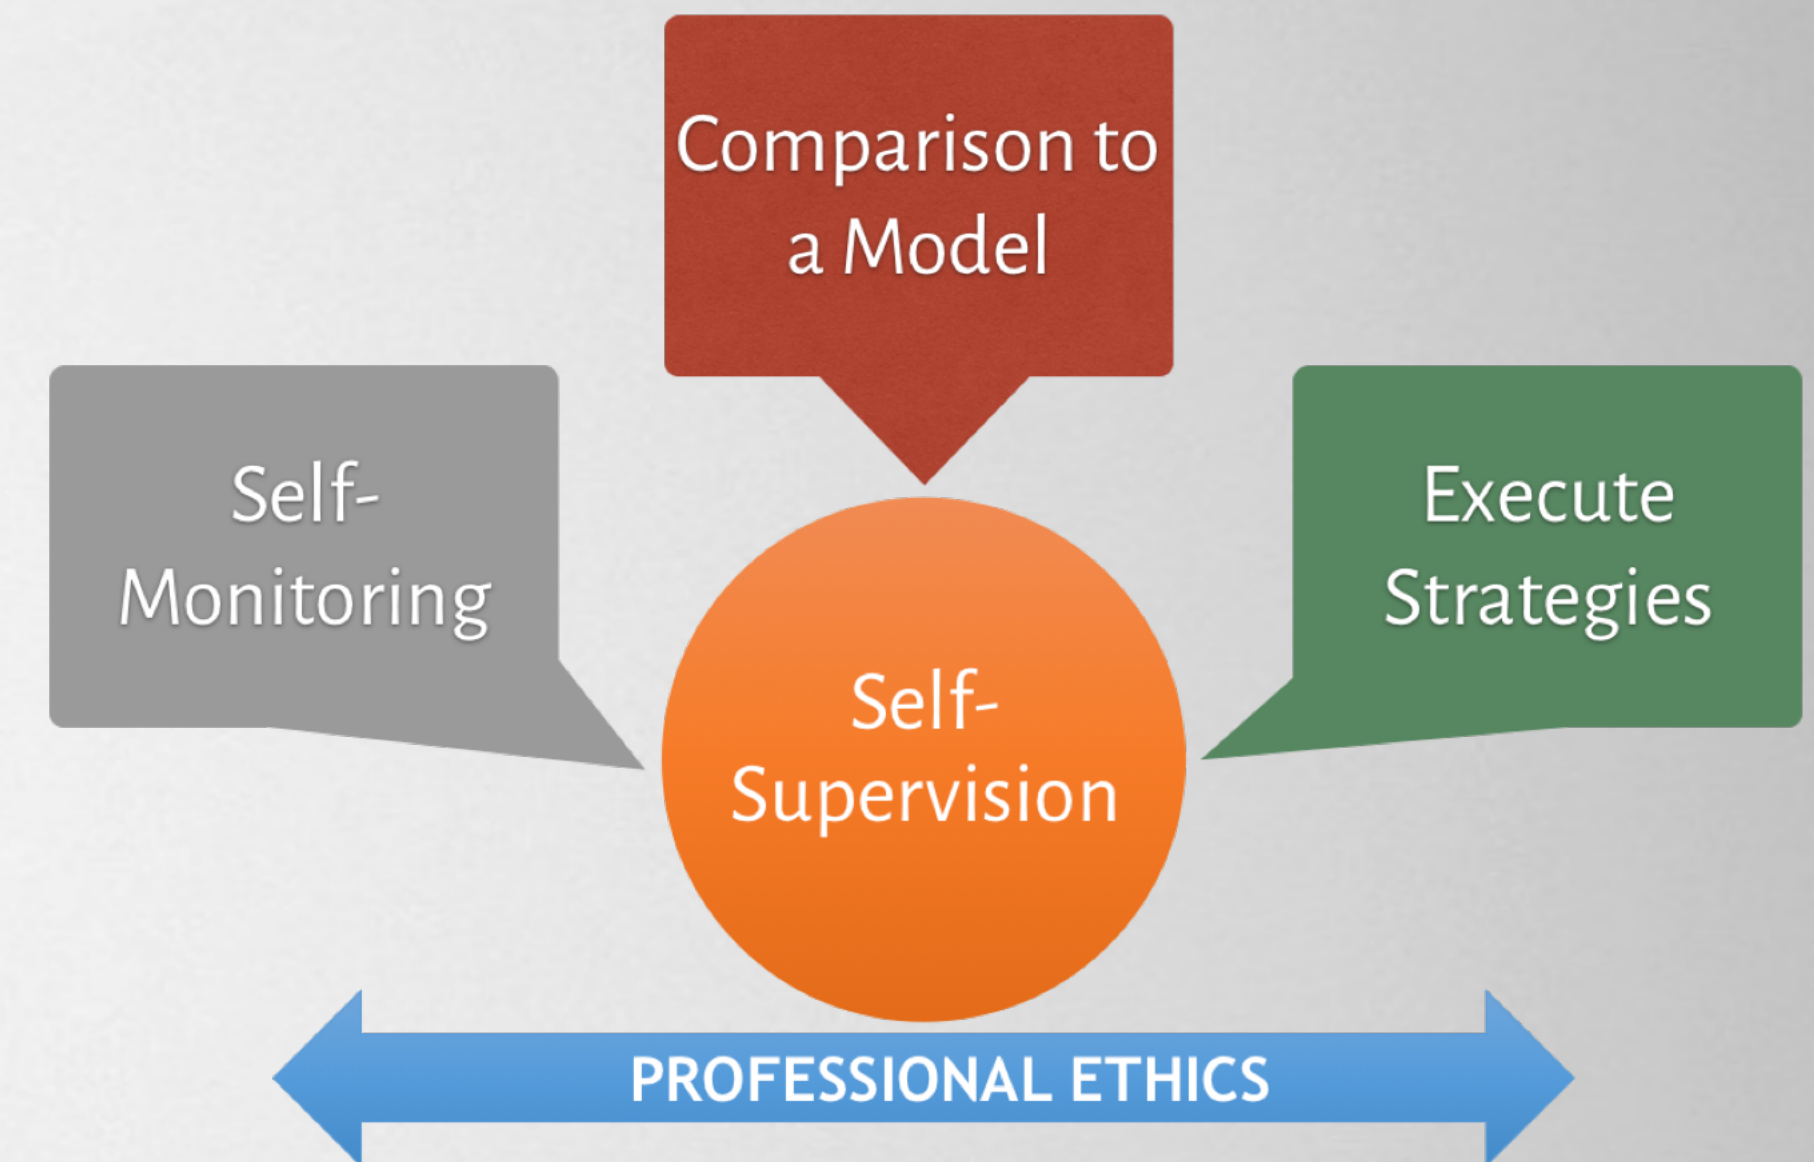 Comparison to
a Model
Self-
Monitoring
Execute
Strategies
Self-
Supervision
PROFESSIONAL ETHICS